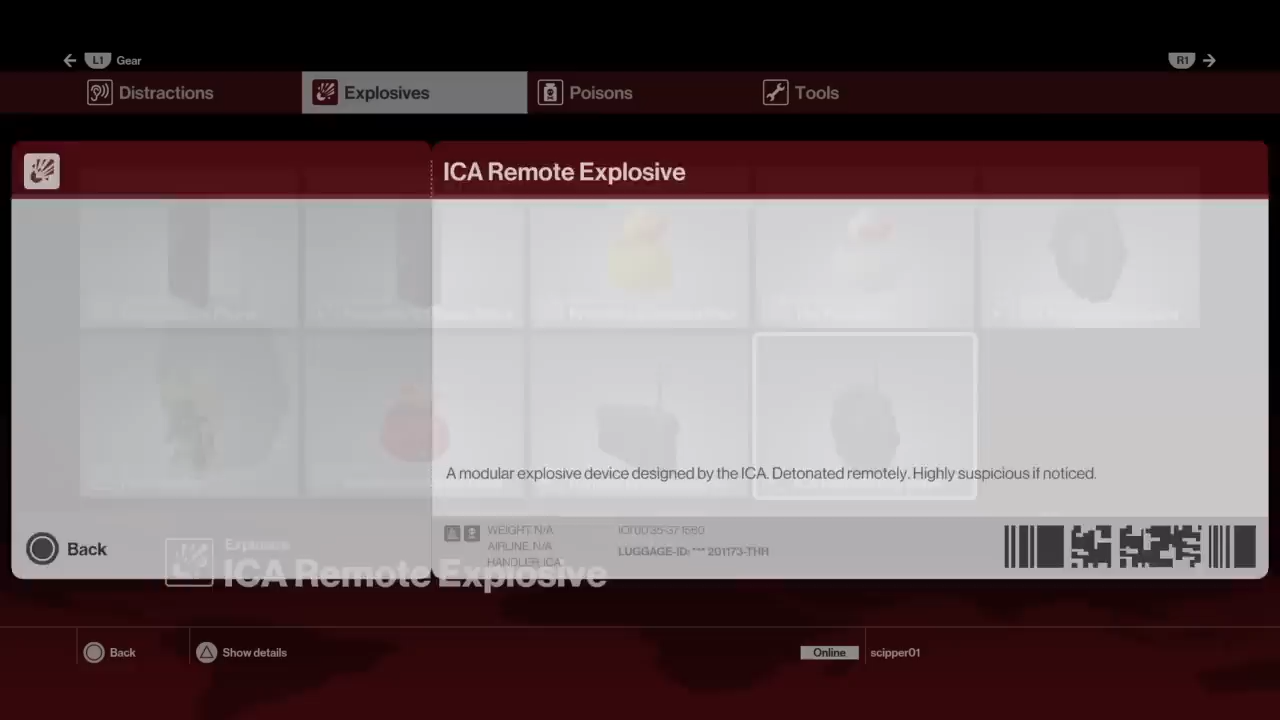 L1 Gear
R1
Distractions
Explosives
Poisons
Tools
ICA Remote Explosive
A modular explosive device designed by the ICA. Detonated remotely. Highly suspicious if noticed.
WEIGHT: N/A
AIRLINE: N/A
HANDLER: ICA
LUGGAGE-ID: *** 201173-THH
Back
Explosive
ICA Remote Explosive
Back
Show details
Online
scipper01